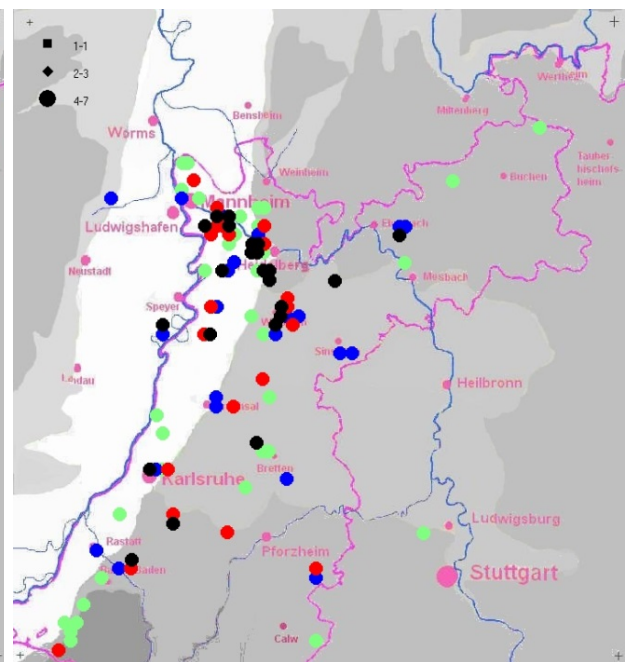 1-1
2-3
4-7
Wertheim
Miltenberg
Bensheim
Worms
Tauber-
bischofs-
heim
Weinheim
Buchen
Mannheim
Ludwigshafen
Neustadt
Heidelberg
Mosbach
Speyer
Landau
Heilbronn
Bretten
Karlsruhe
Ludwigsburg
Rastatt
Pforzheim
Stuttgart
Calw